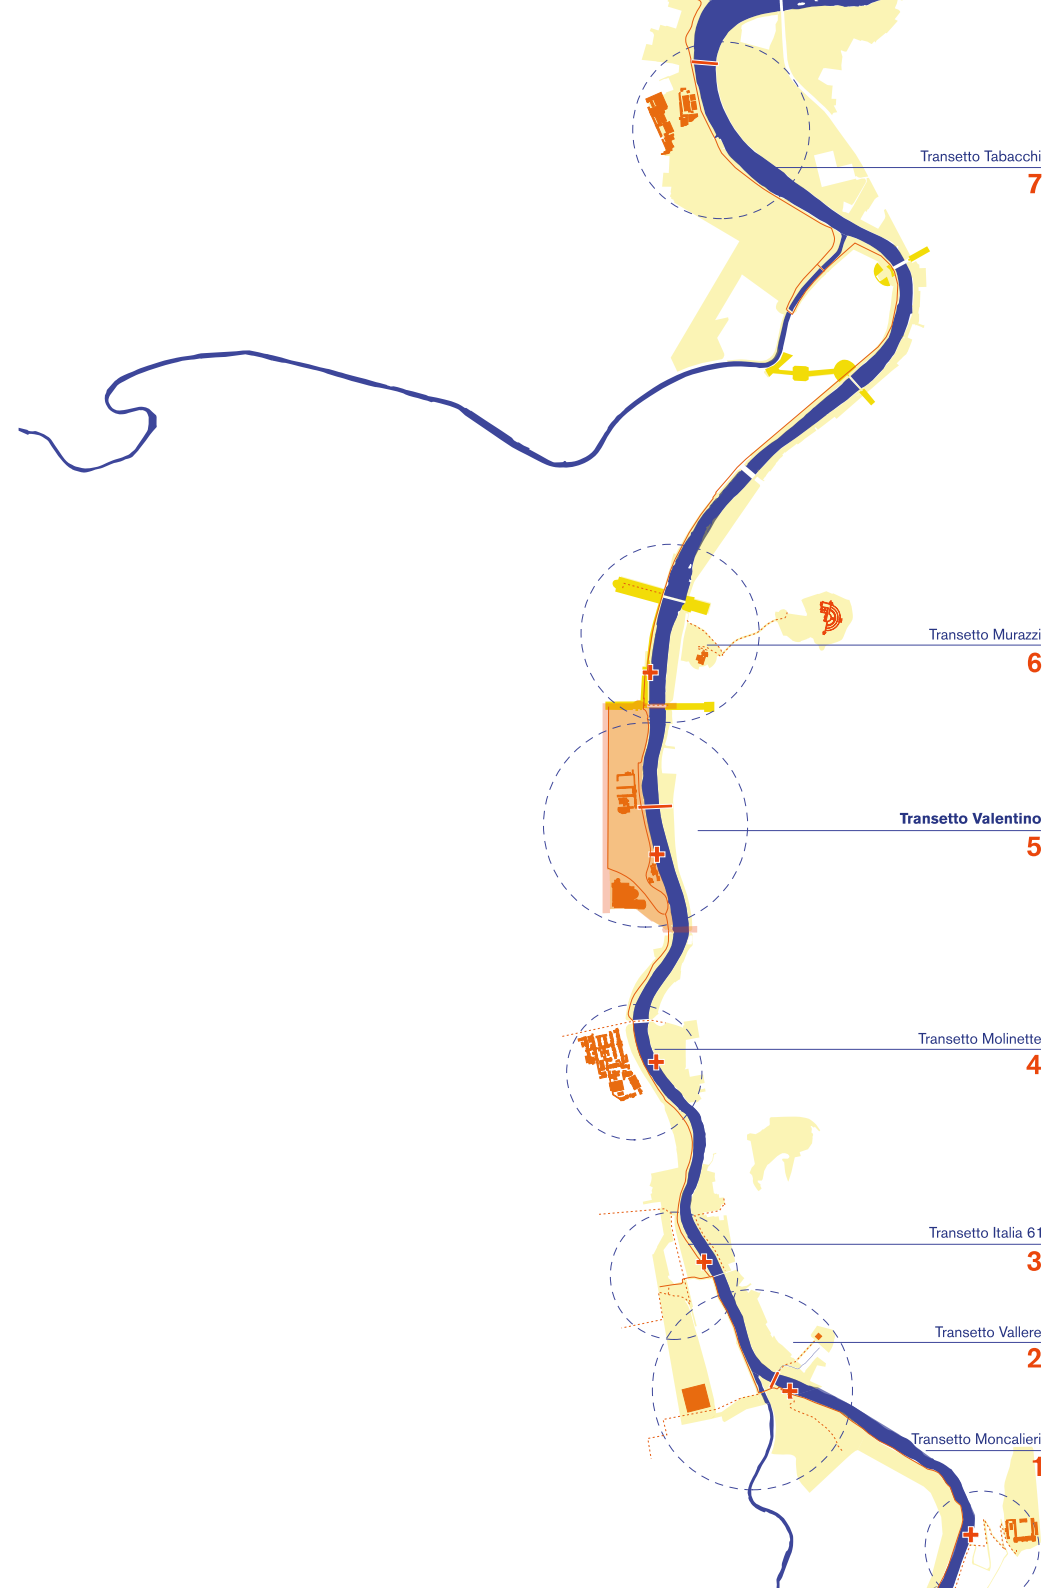 Transetto Tabacchi
7
Transetto Murazzi
6
Transetto Valentino
5
Transetto Molinette
4
Transetto Italia 61
3
Transetto Vallere
2
Transetto Moncalieri
1